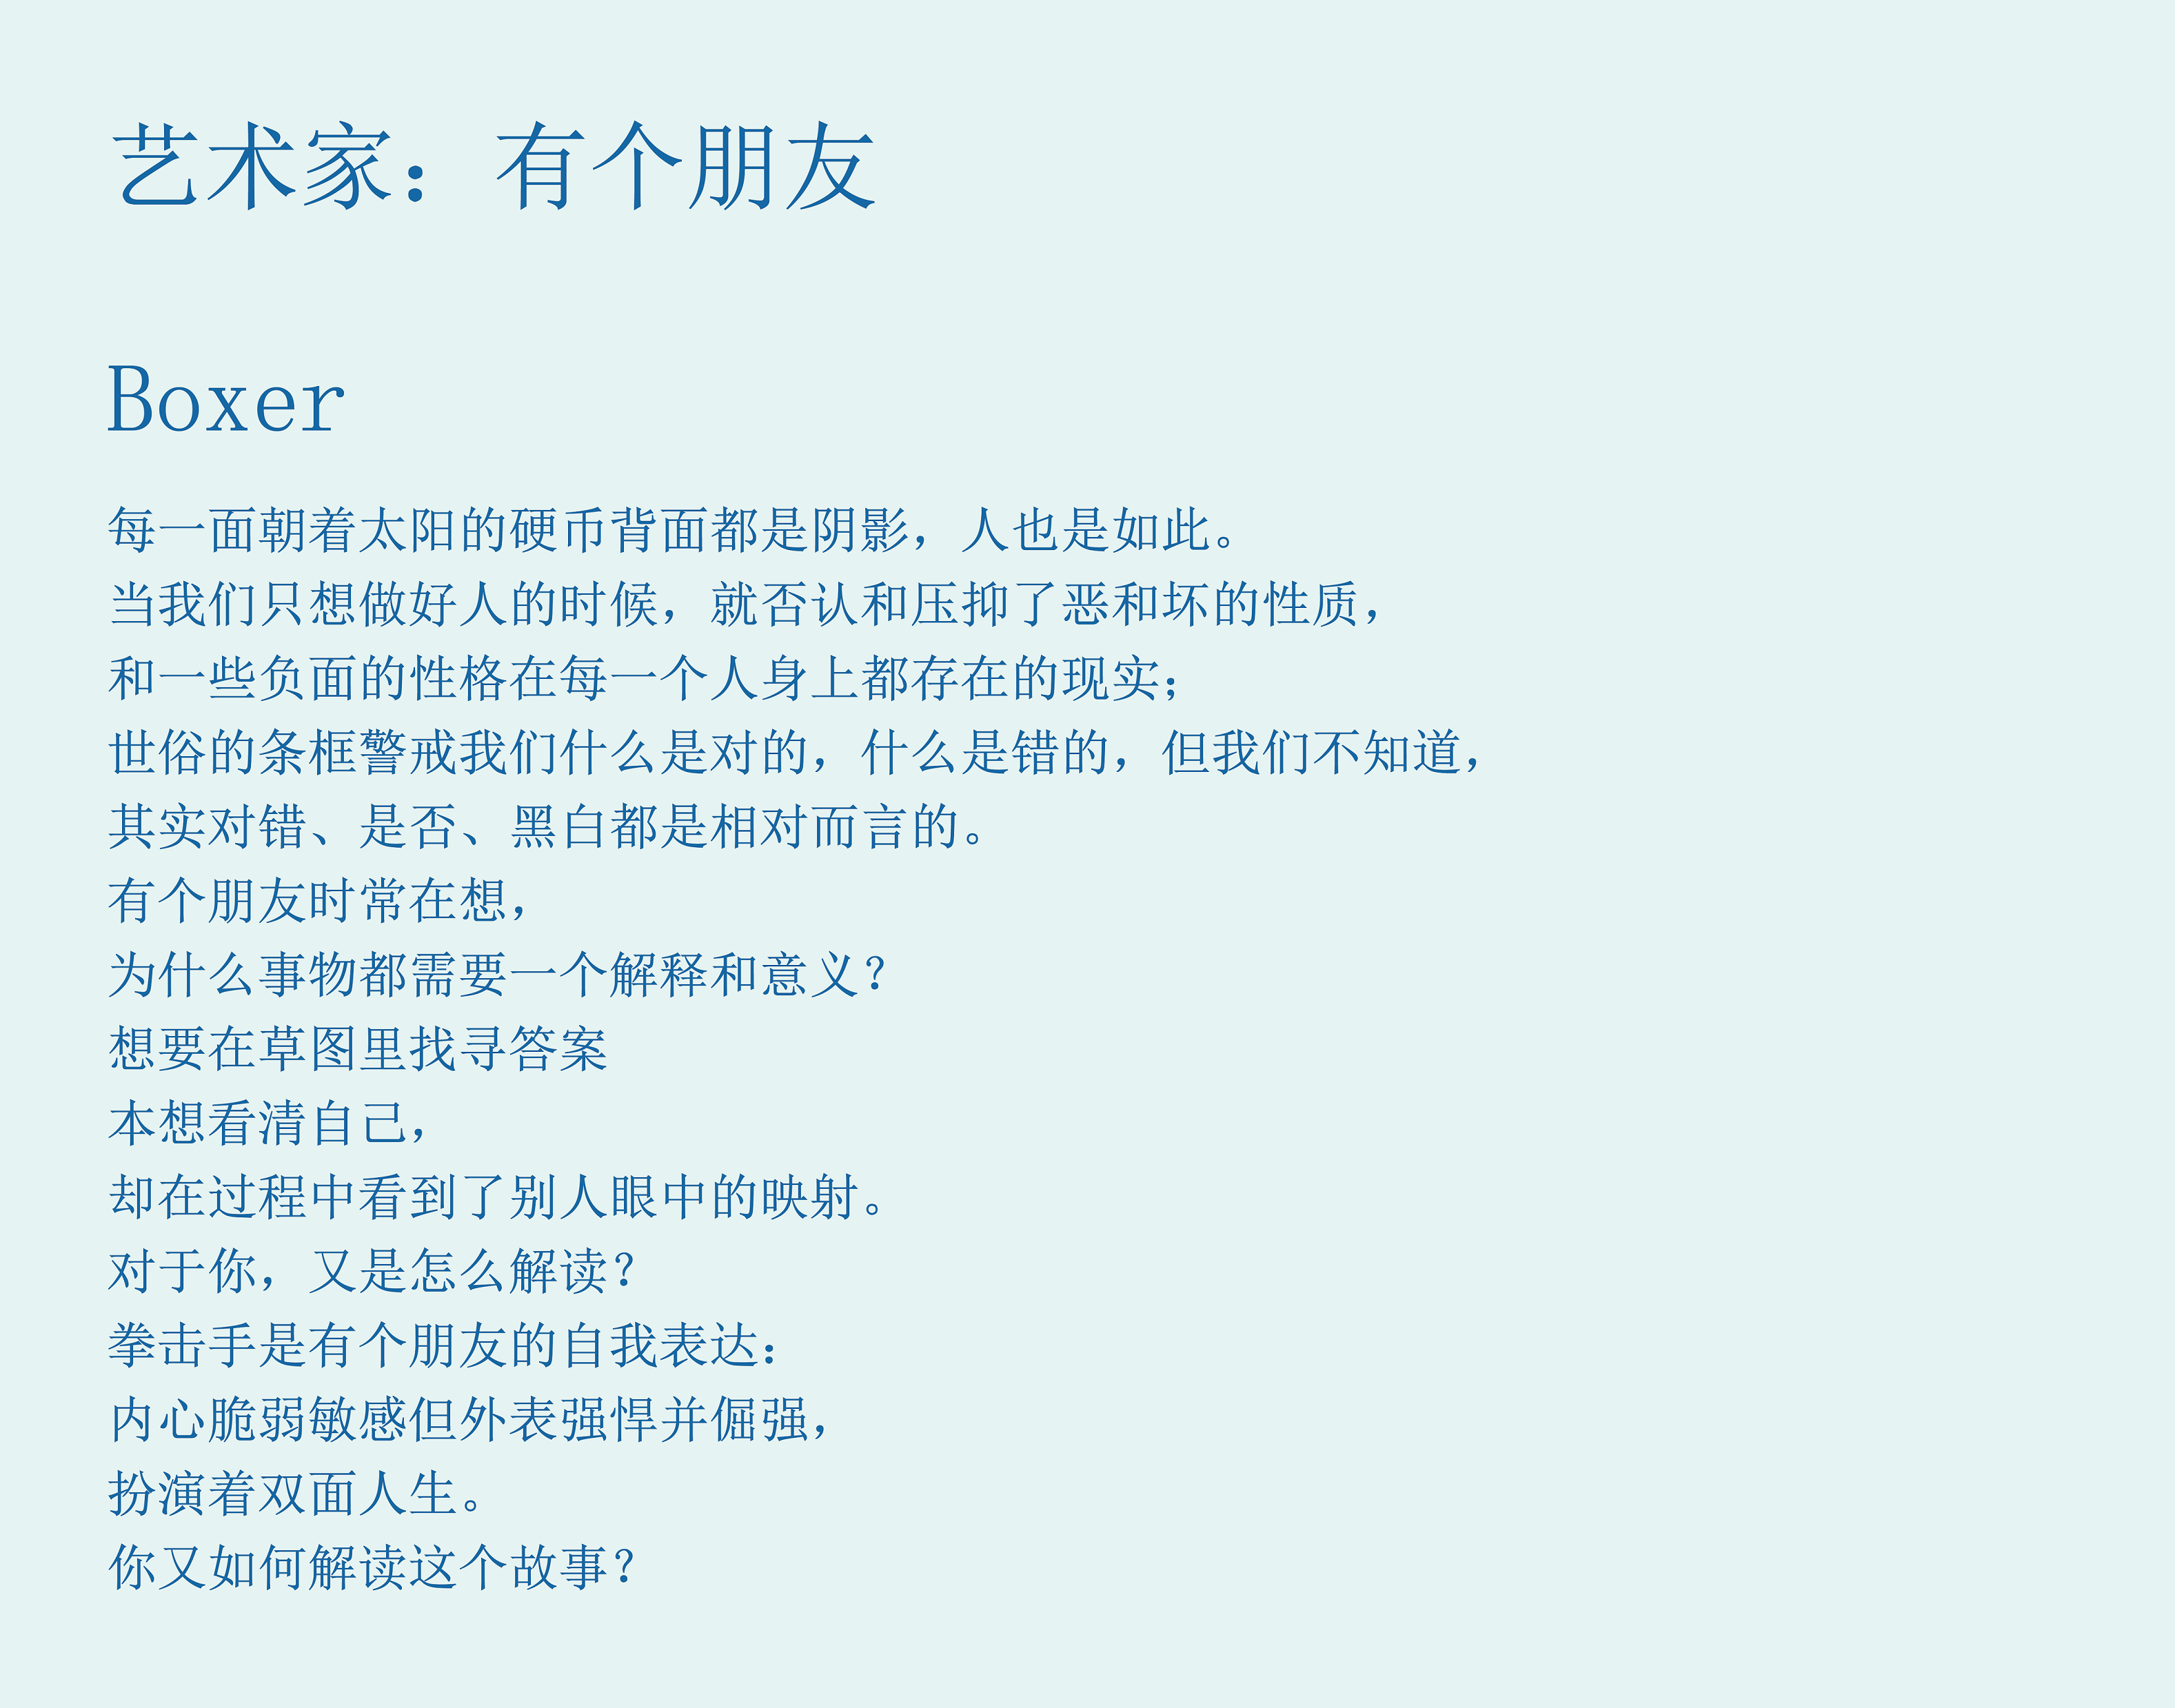 艺术家：有个朋友
Boxer
每一面朝着太阳的硬币背面都是阴影，人也是如此。
当我们只想做好人的时候，就否认和压抑了恶和坏的性质，
和一些负面的性格在每一个人身上都存在的现实；
世俗的条框警戒我们什么是对的，什么是错的，但我们不知道，
其实对错、是否、黑白都是相对而言的。
有个朋友时常在想，
为什么事物都需要一个解释和意义？
想要在草图里找寻答案
本想看清自己，
却在过程中看到了别人眼中的映射。
对于你，又是怎么解读？
拳击手是有个朋友的自我表达：
内心脆弱敏感但外表强悍并倔强，
扮演着双面人生。
你又如何解读这个故事？